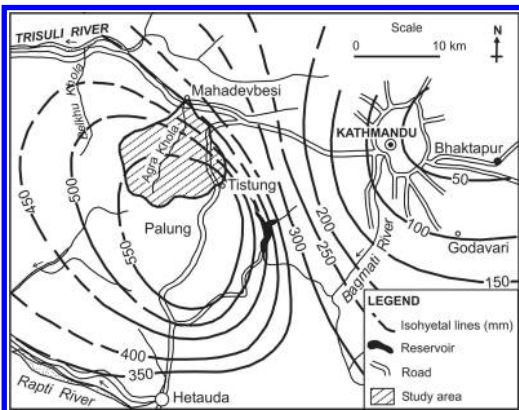 TRISULI RIVER
Scale
0 10 km
N
Belkhu Khola
Mahadevbesi
KATHMANDU
Bhaktapur
Agra Khola
50
450
500
Tistung
200
100
Palung
550
300
250
Godavari
Bagmati River
150
LEGEND
Isohyetal lines (mm)
Reservoir
Road
Study area
400
350
Rapti River
Hetauda